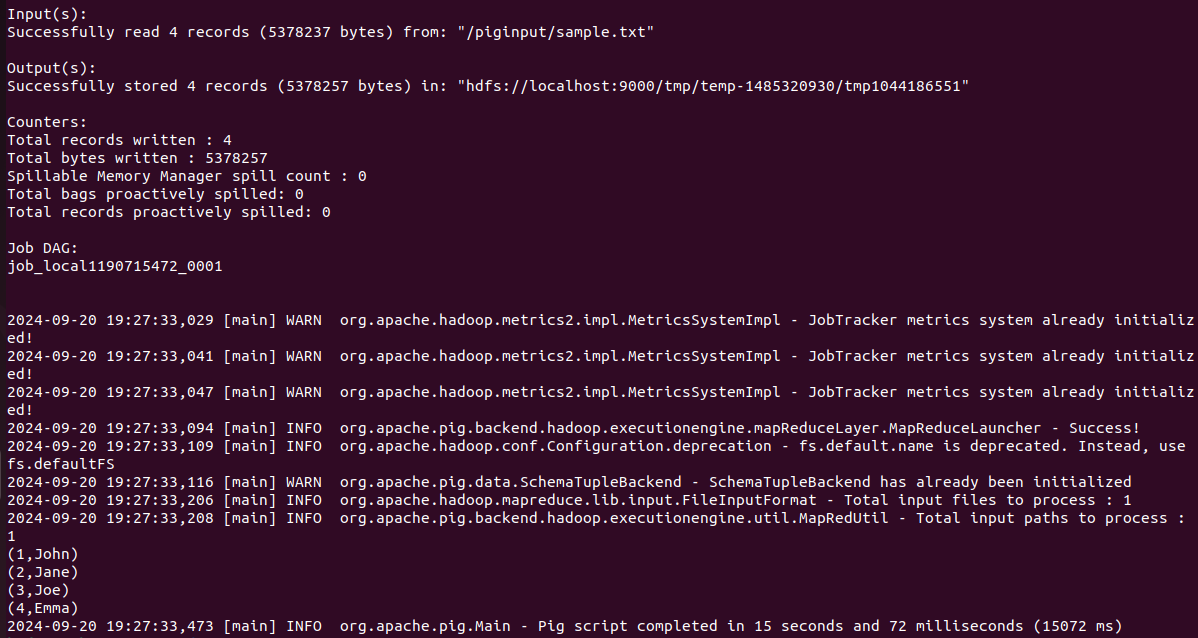 Input(s):
Successfully read 4 records (5378237 bytes) from: "/piginput/sample.txt"
Output(s):
Successfully stored 4 records (5378257 bytes) in: "hdfs://localhost:9000/tmp/temp-1485320930/tmp1044186551"
Counters:
Total records written : 4
Total bytes written : 5378257
Spillable Memory Manager spill count : 0
Total bags proactively spilled: 0
Total records proactively spilled: 0
Job DAG:
job_local1190715472_0001
2024-09-20 19:27:33,029 [main] WARN  org.apache.hadoop.metrics2.impl.MetricsSystemImpl - JobTracker metrics system already initializ
ed!
2024-09-20 19:27:33,041 [main] WARN  org.apache.hadoop.metrics2.impl.MetricsSystemImpl - JobTracker metrics system already initializ
ed!
2024-09-20 19:27:33,047 [main] WARN  org.apache.hadoop.metrics2.impl.MetricsSystemImpl - JobTracker metrics system already initializ
ed!
2024-09-20 19:27:33,094 [main] INFO  org.apache.pig.backend.hadoop.executionengine.mapReduceLayer.MapReduceLauncher - Success!
2024-09-20 19:27:33,109 [main] INFO  org.apache.hadoop.conf.Configuration.deprecation - fs.default.name is deprecated. Instead, use
fs.defaultFS
2024-09-20 19:27:33,116 [main] WARN  org.apache.pig.data.SchemaTupleBackend - SchemaTupleBackend has already been initialized
2024-09-20 19:27:33,206 [main] INFO  org.apache.hadoop.mapreduce.lib.input.FileInputFormat - Total input files to process : 1
2024-09-20 19:27:33,208 [main] INFO  org.apache.pig.backend.hadoop.executionengine.util.MapRedUtil - Total input paths to process :
1
(1,John)
(2,Jane)
(3,Joe)
(4,Emma)
2024-09-20 19:27:33,473 [main] INFO  org.apache.pig.Main - Pig script completed in 15 seconds and 72 milliseconds (15072 ms)